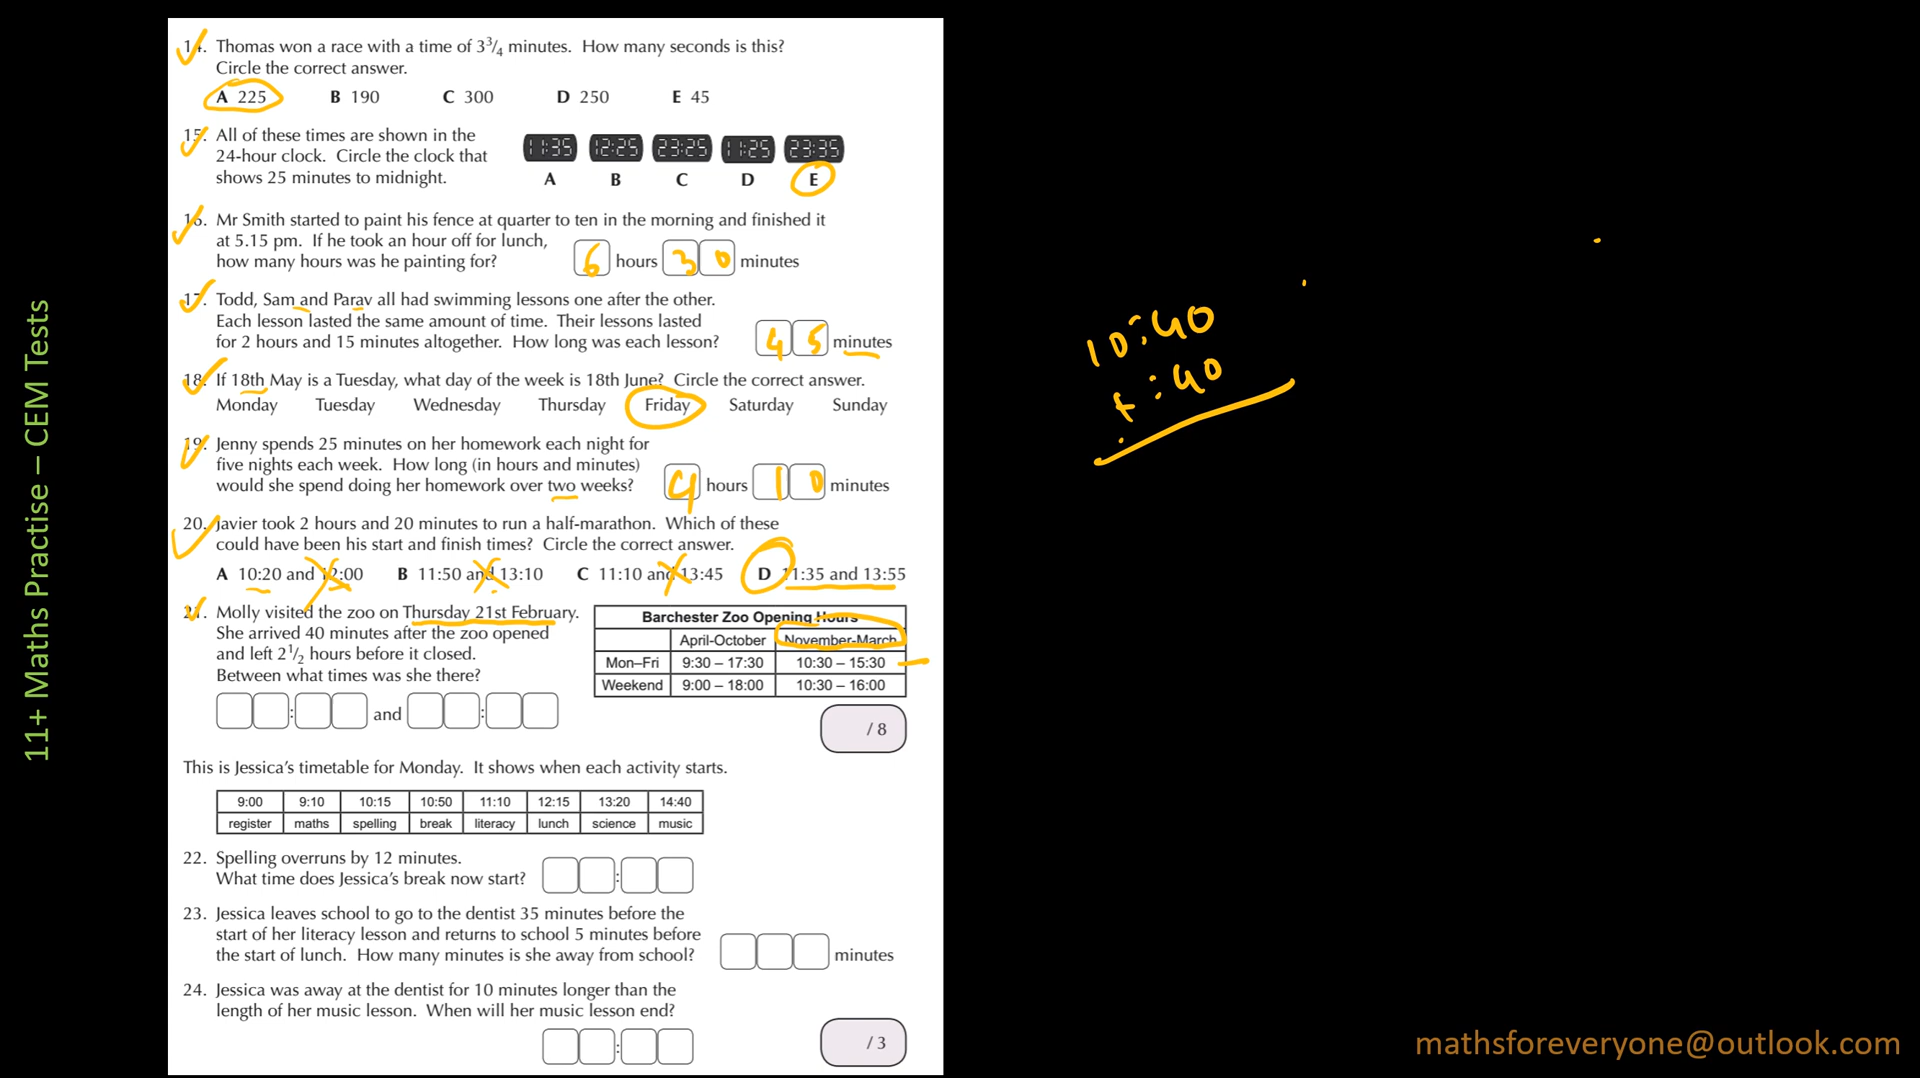 11+ Maths Practise – CEM Tests
14. Thomas won a race with a time of 3³/₄ minutes. How many seconds is this?
Circle the correct answer.
A 225 B 190 C 300 D 250 E 45
15. All of these times are shown in the
24-hour clock. Circle the clock that
shows 25 minutes to midnight.
11:35 12:25 23:25 11:25 23:35
A B C D E
16. Mr Smith started to paint his fence at quarter to ten in the morning and finished it
at 5.15 pm. If he took an hour off for lunch,
how many hours was he painting for? 6 hours 3 0 minutes
17. Todd, Sam and Parav all had swimming lessons one after the other.
Each lesson lasted the same amount of time. Their lessons lasted
for 2 hours and 15 minutes altogether. How long was each lesson? 4 5 minutes
18. If 18th May is a Tuesday, what day of the week is 18th June? Circle the correct answer.
Monday Tuesday Wednesday Thursday Friday Saturday Sunday
19. Jenny spends 25 minutes on her homework each night for
five nights each week. How long (in hours and minutes)
would she spend doing her homework over two weeks? 4 hours 1 0 minutes
20. Javier took 2 hours and 20 minutes to run a half-marathon. Which of these
could have been his start and finish times? Circle the correct answer.
A 10:20 and 12:00 B 11:50 and 13:10 C 11:10 and 13:45 D 11:35 and 13:55
21. Molly visited the zoo on Thursday 21st February.
She arrived 40 minutes after the zoo opened
and left 2¹/₂ hours before it closed.
Between what times was she there?
: and :
Barchester Zoo Opening Hours
April-October November-March
Mon–Fri 9:30 – 17:30 10:30 – 15:30
Weekend 9:00 – 18:00 10:30 – 16:00
/ 8
This is Jessica's timetable for Monday. It shows when each activity starts.
9:00 9:10 10:15 10:50 11:10 12:15 13:20 14:40
register maths spelling break literacy lunch science music
22. Spelling overruns by 12 minutes.
What time does Jessica's break now start? :
23. Jessica leaves school to go to the dentist 35 minutes before the
start of her literacy lesson and returns to school 5 minutes before
the start of lunch. How many minutes is she away from school? minutes
24. Jessica was away at the dentist for 10 minutes longer than the
length of her music lesson. When will her music lesson end?
:
/ 3
10:40
+ :40
mathsforeveryone@outlook.com